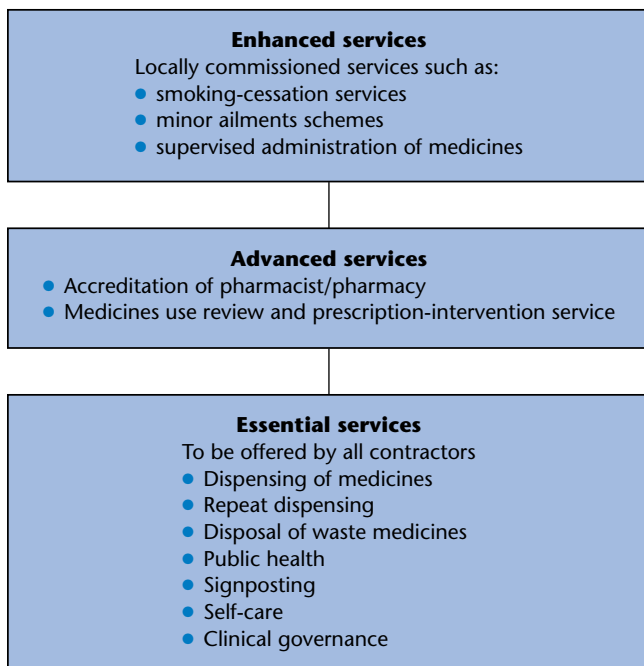 Enhanced services
Locally commissioned services such as:
● smoking-cessation services
● minor ailments schemes
● supervised administration of medicines
Advanced services
● Accreditation of pharmacist/pharmacy
● Medicines use review and prescription-intervention service
Essential services
To be offered by all contractors
● Dispensing of medicines
● Repeat dispensing
● Disposal of waste medicines
● Public health
● Signposting
● Self-care
● Clinical governance